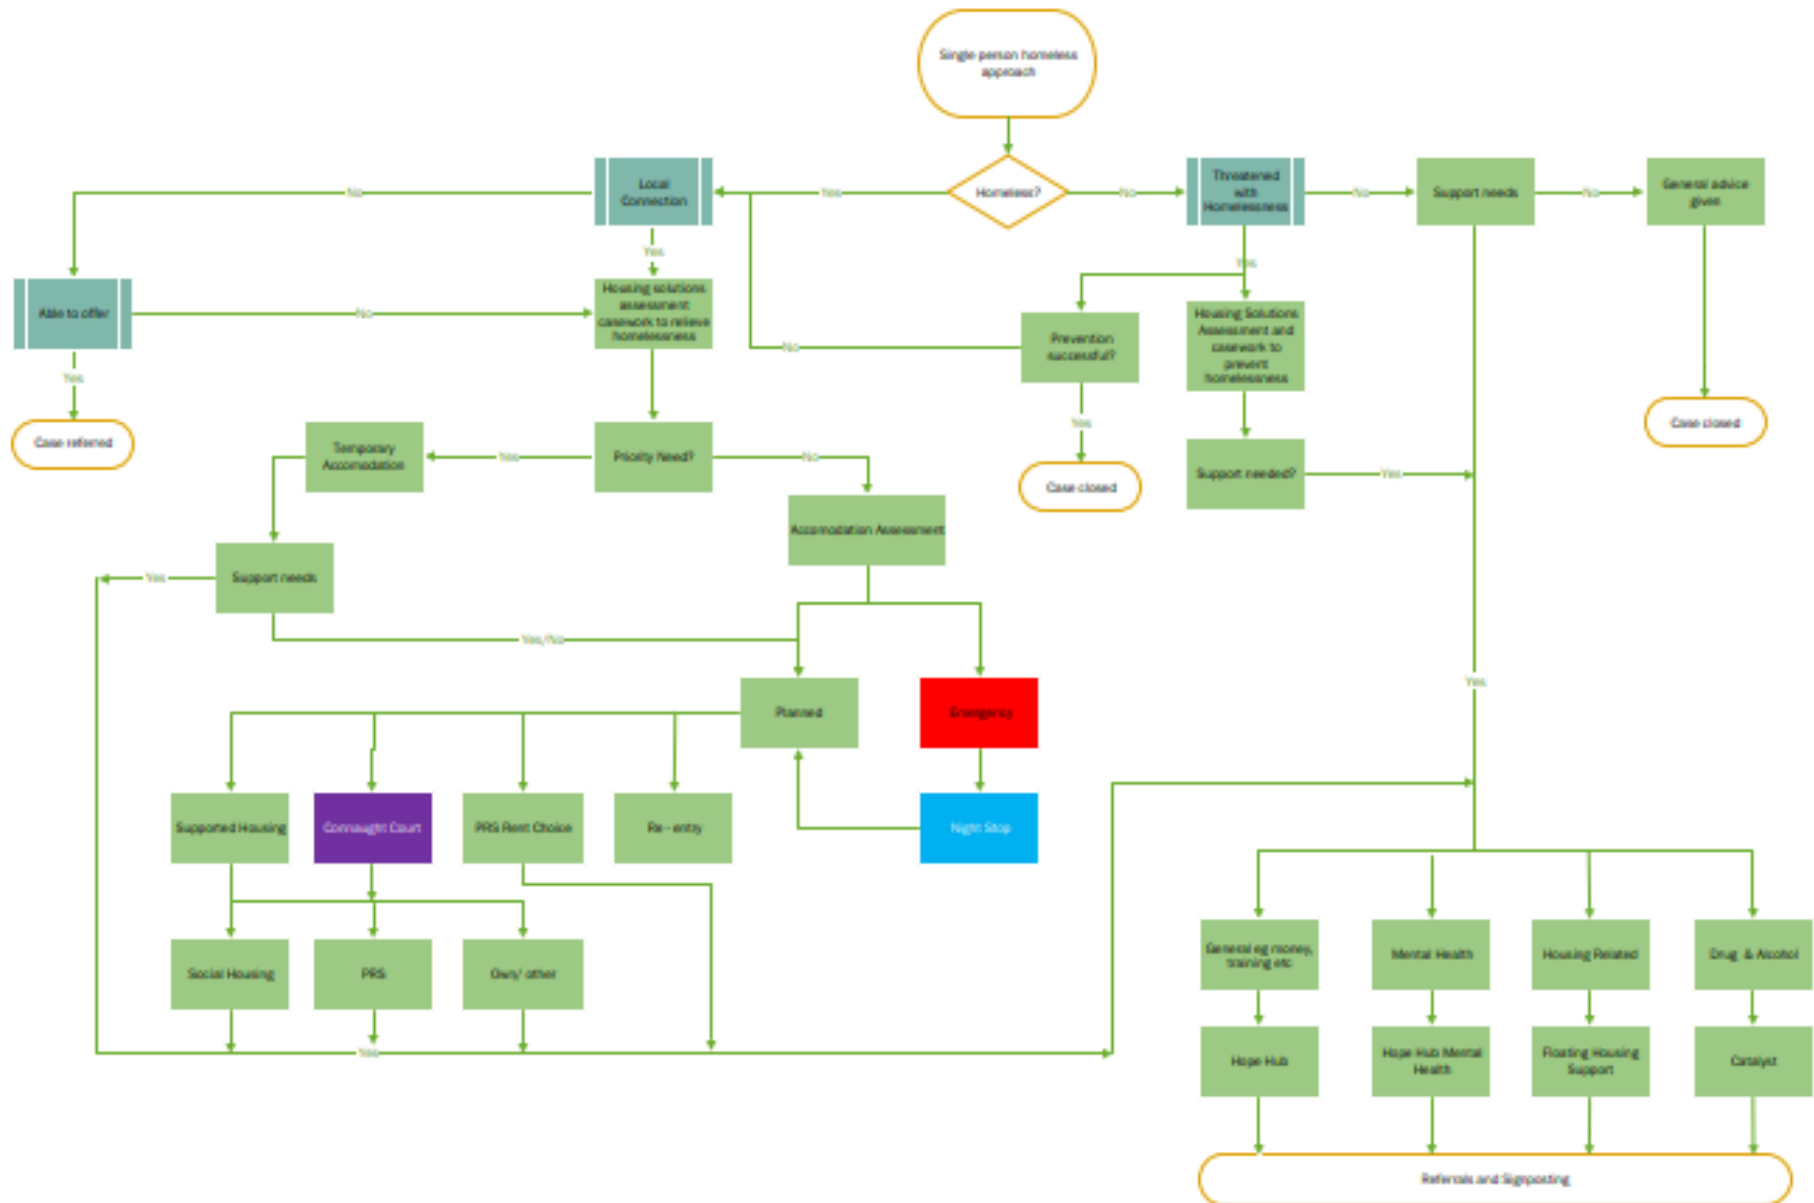 Single person homeless
approach
Local
Connection
Homeless?
Threatened
with
Homelessness
Support needs
General advice
given
No
Yes
No
No
No
Yes
Yes
Able to offer
No
Housing solutions
assessment
casework to relieve
homelessness
Prevention
successful?
No
Housing Solutions
Assessment and
casework to
prevent
homelessness
Yes
Yes
Case referred
Temporary
Accomodation
Yes
Priority Need?
No
Case closed
Support needed?
Yes
Case closed
Accomodation Assessment
Yes
Support needs
Yes/No
Yes
Planned
Emergency
Supported Housing
Connaught Court
PRS Rent Choice
Re - entry
Night Stop
Social Housing
PRS
Own/ other
General eg money,
training etc
Mental Health
Housing Related
Drug & Alcohol
Yes
Hope Hub
Hope Hub Mental
Health
Floating Housing
Support
Catalyst
Referrals and Signposting